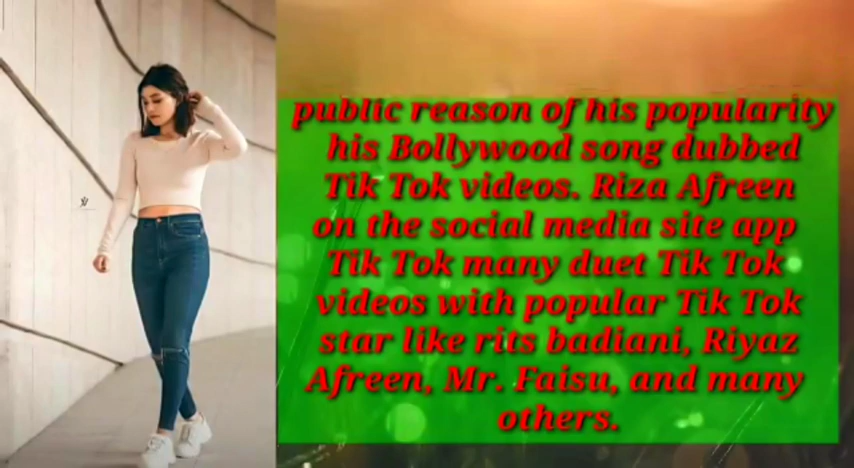 public reason of his popularity
his Bollywood song dubbed
Tik Tok videos. Riza Afreen
on the social media site app
Tik Tok many duet Tik Tok
videos with popular Tik Tok
star like rits badiani, Riyaz
Afreen, Mr. Faisu, and many
others.